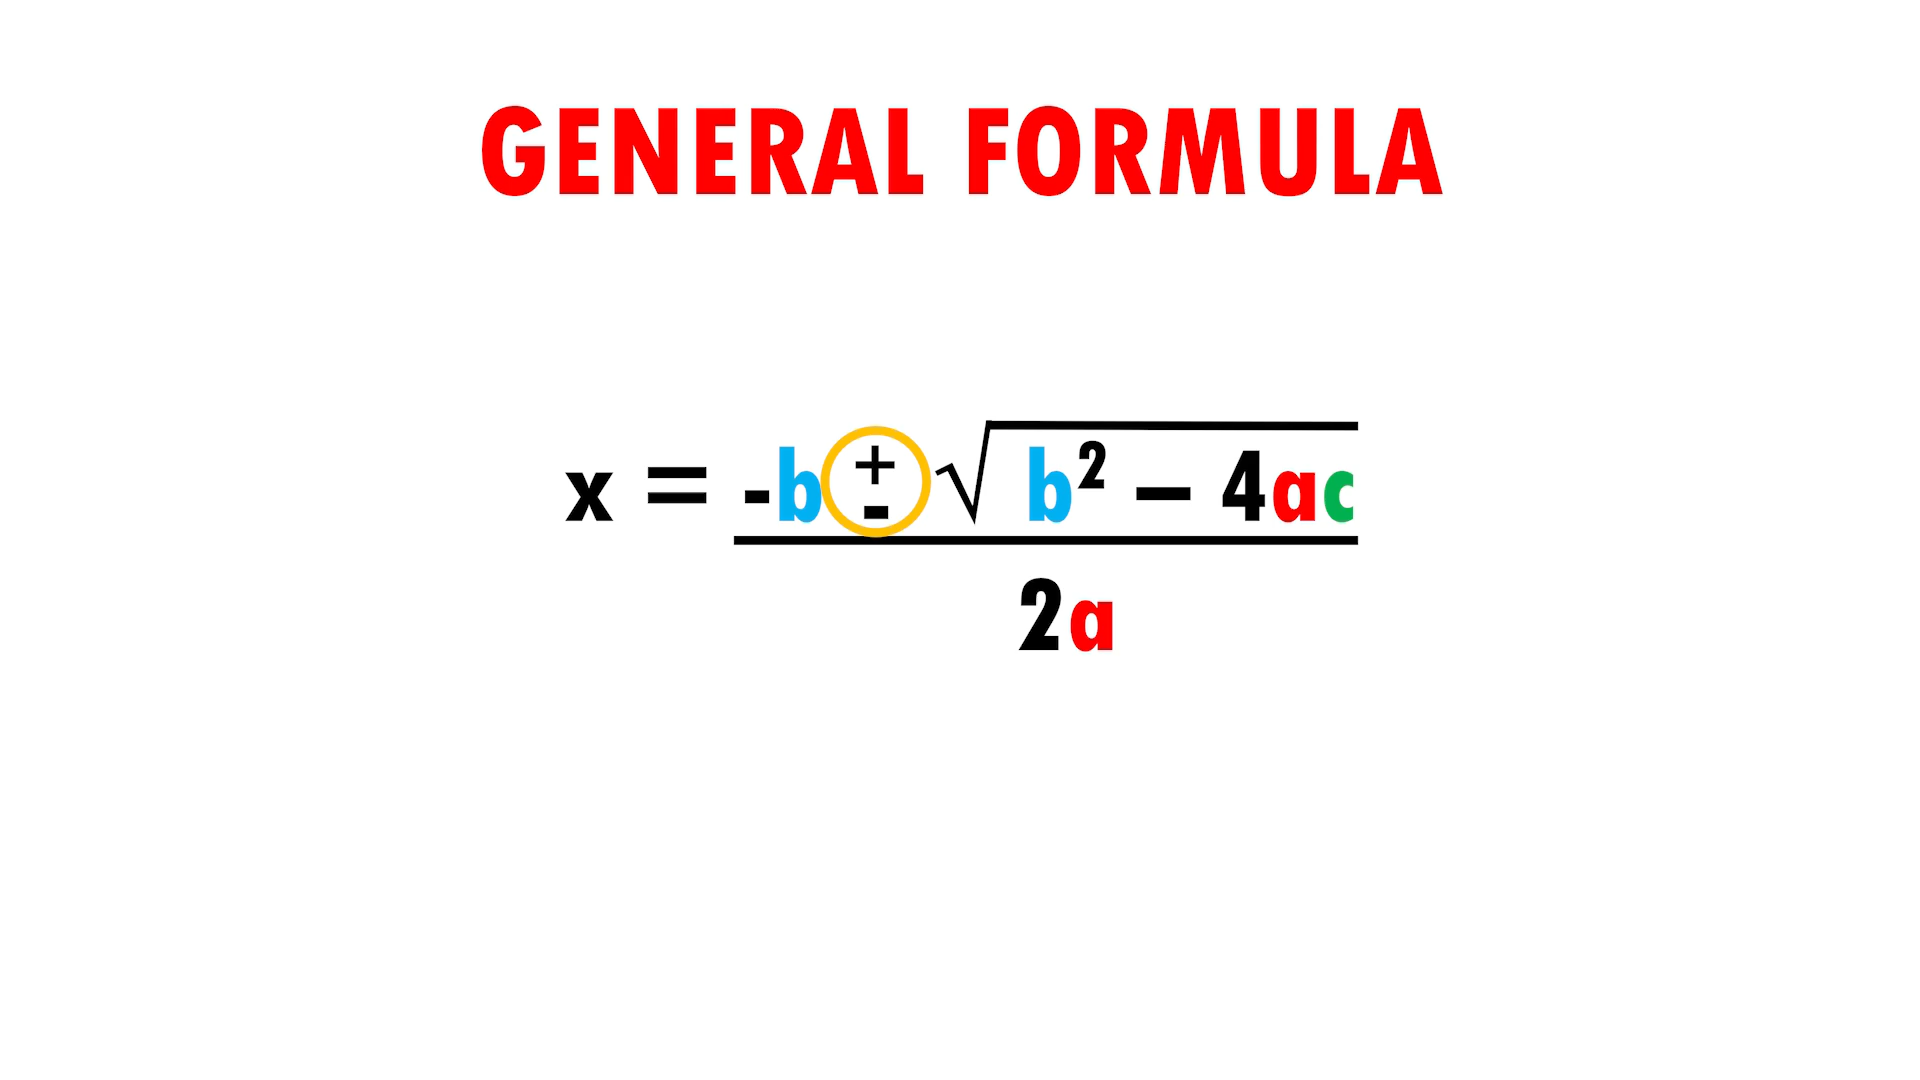 GENERAL FORMULA
x = -b ± √ b² – 4ac
2a